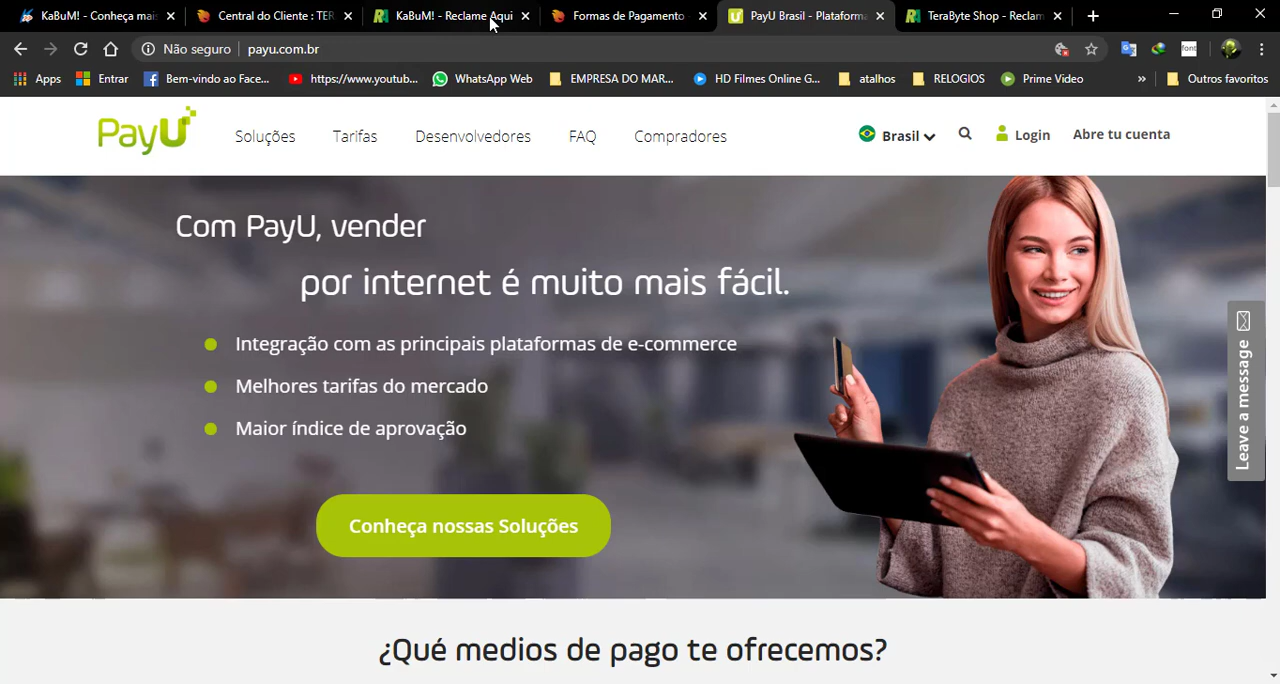 KaBuM! - Conheça mais
Central do Cliente : TER
KaBuM! - Reclame Aqui
Formas de Pagamento -
PayU Brasil - Plataforma
TeraByte Shop - Reclam
Não seguro
payu.com.br
font
Apps
Entrar
Bem-vindo ao Face...
https://www.youtub...
WhatsApp Web
EMPRESA DO MAR...
HD Filmes Online G...
atalhos
RELOGIOS
Prime Video
»
Outros favoritos
PayU
Soluções
Tarifas
Desenvolvedores
FAQ
Compradores
Brasil
Login
Abre tu cuenta
Com PayU, vender
por internet é muito mais fácil.
Integração com as principais plataformas de e-commerce
Melhores tarifas do mercado
Maior índice de aprovação
Conheça nossas Soluções
Leave a message
¿Qué medios de pago te ofrecemos?